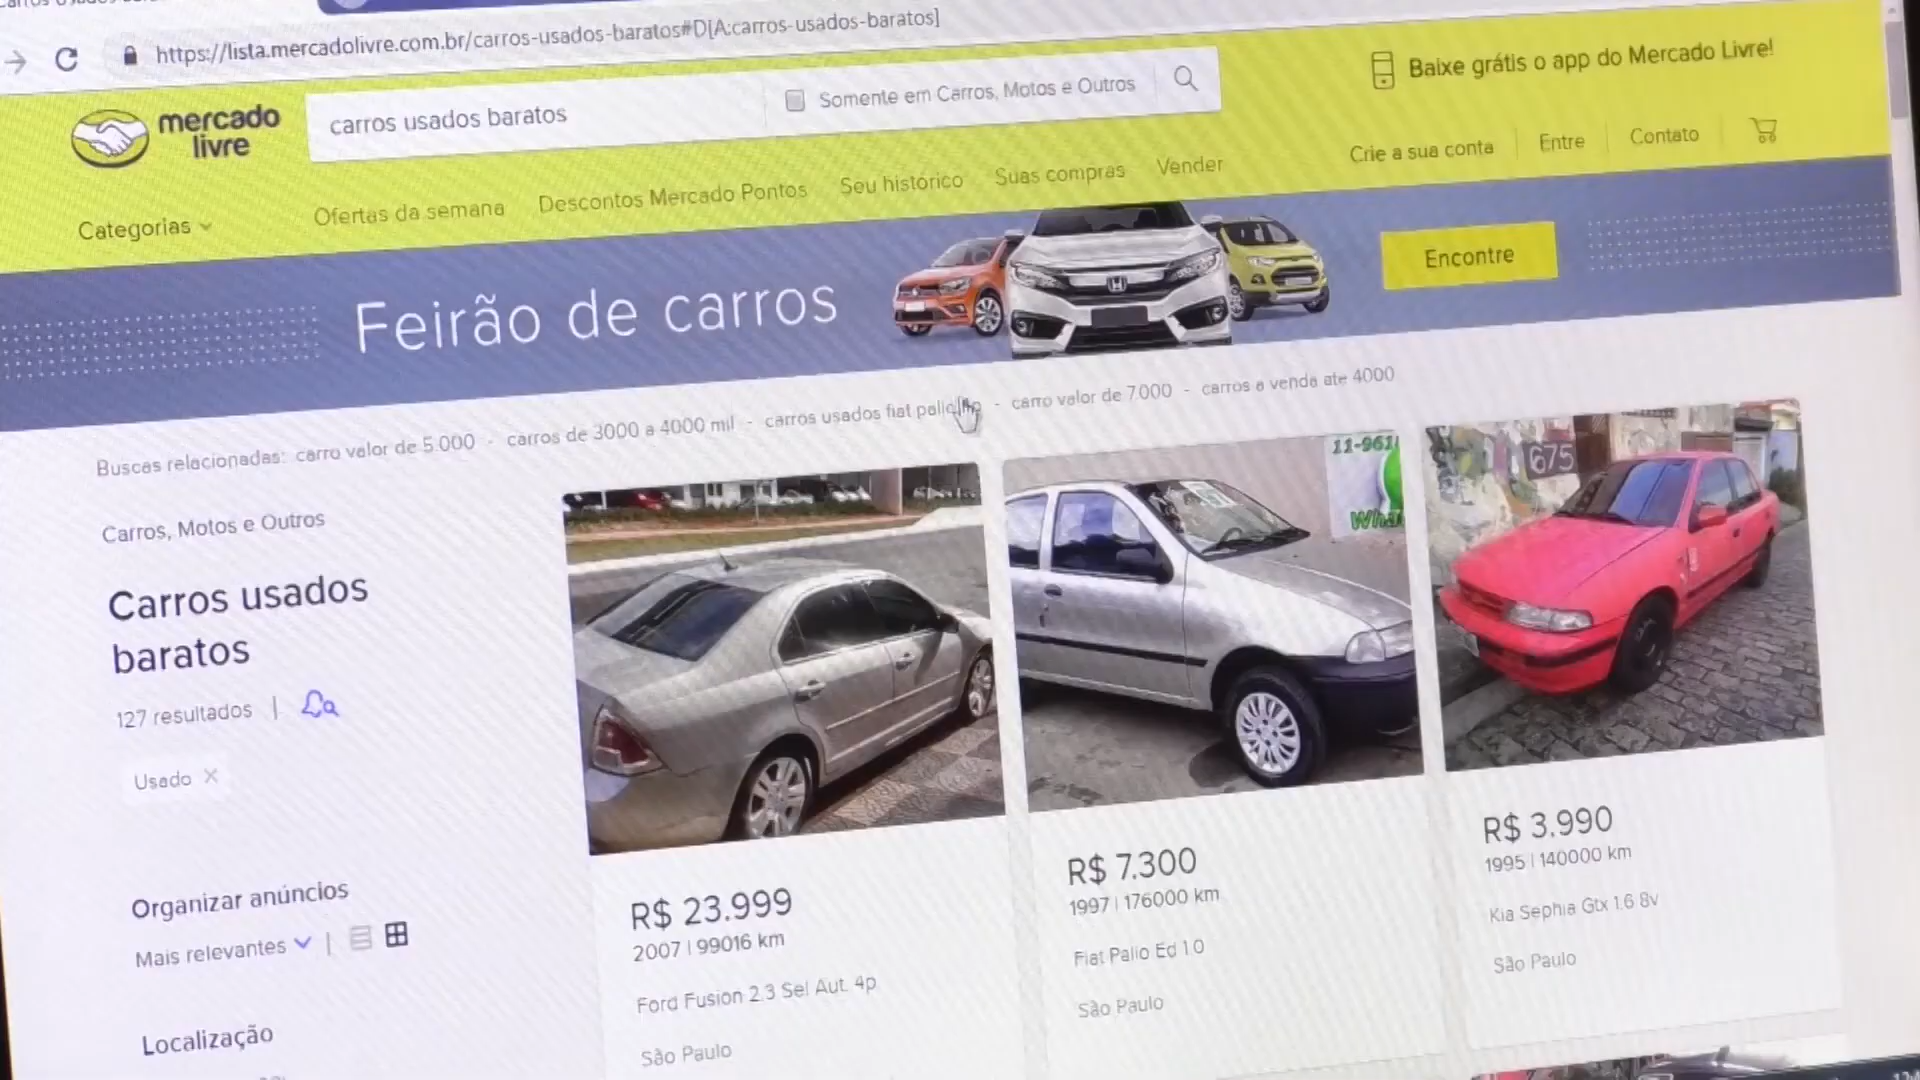 https://lista.mercadolivre.com.br/carros-usados-baratos#D[A:carros-usados-baratos]
mercado
livre
carros usados baratos
Somente em Carros, Motos e Outros
Baixe grátis o app do Mercado Livre!
Categorias
Ofertas da semana
Descontos Mercado Pontos
Seu histórico
Suas compras
Vender
Crie a sua conta
Entre
Contato
Feirão de carros
Encontre
Buscas relacionadas: carro valor de 5.000 - carros de 3000 a 4000 mil - carros usados fiat - carro valor de 7.000 - carros a venda ate 4000
Carros, Motos e Outros
Carros usados
baratos
127 resultados
Usado ×
Organizar anúncios
Mais relevantes
Localização
R$ 23.999
2007 | 99016 km
Ford Fusion 2.3 Sel Aut. 4p
São Paulo
11-961
R$ 7.300
1997 | 176000 km
Fiat Palio Ed 1.0
São Paulo
675
R$ 3.990
1995 | 140000 km
Kia Sephia Gtx 1.6 8v
São Paulo